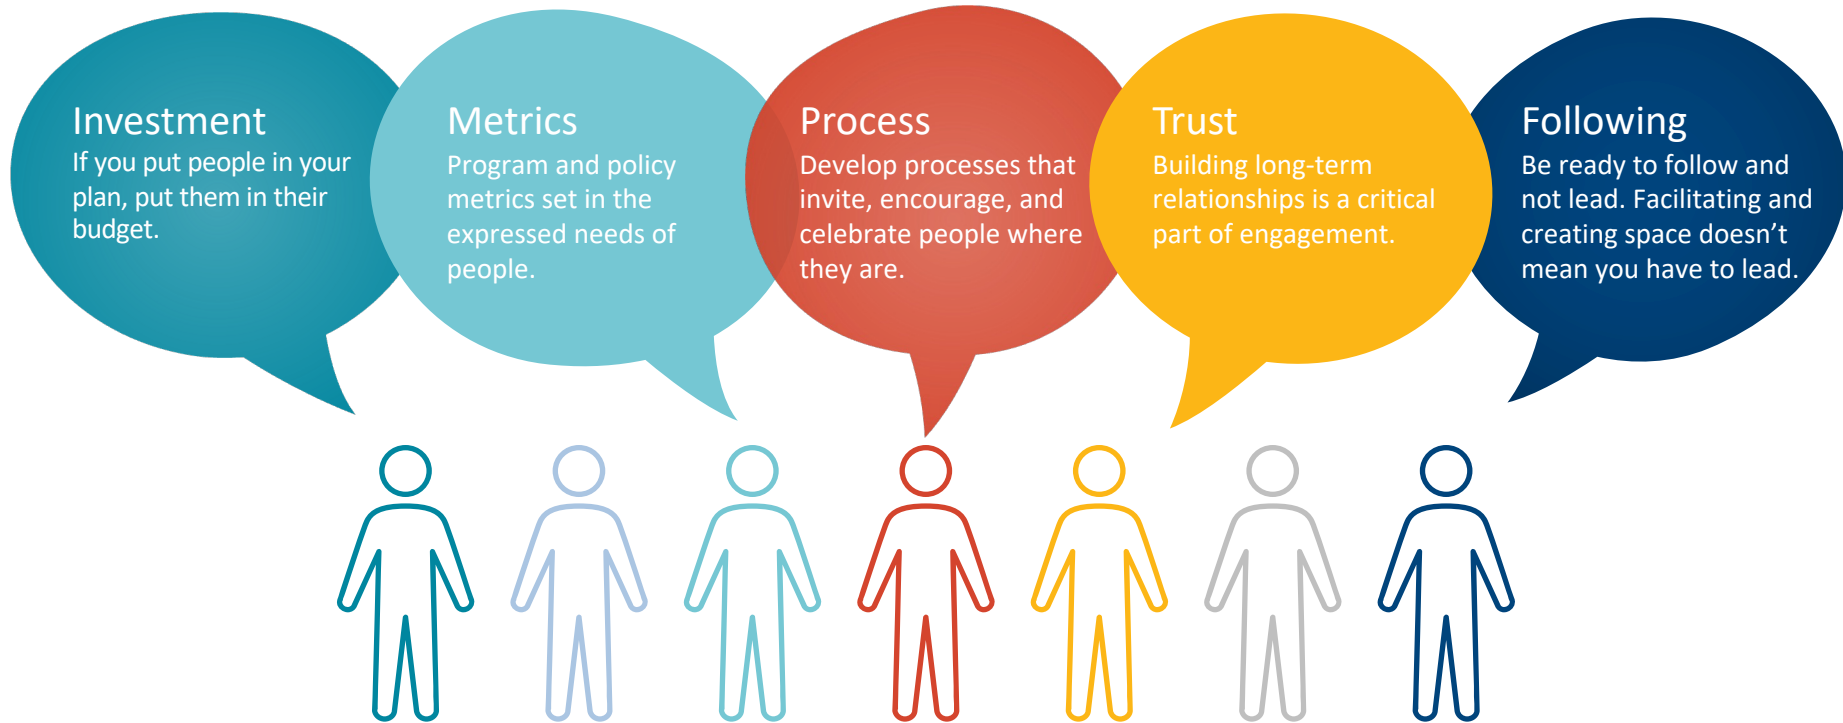 Investment
If you put people in your
plan, put them in their
budget.
Metrics
Program and policy
metrics set in the
expressed needs of
people.
Process
Develop processes that
invite, encourage, and
celebrate people where
they are.
Trust
Building long-term
relationships is a critical
part of engagement.
Following
Be ready to follow and
not lead. Facilitating and
creating space doesn’t
mean you have to lead.